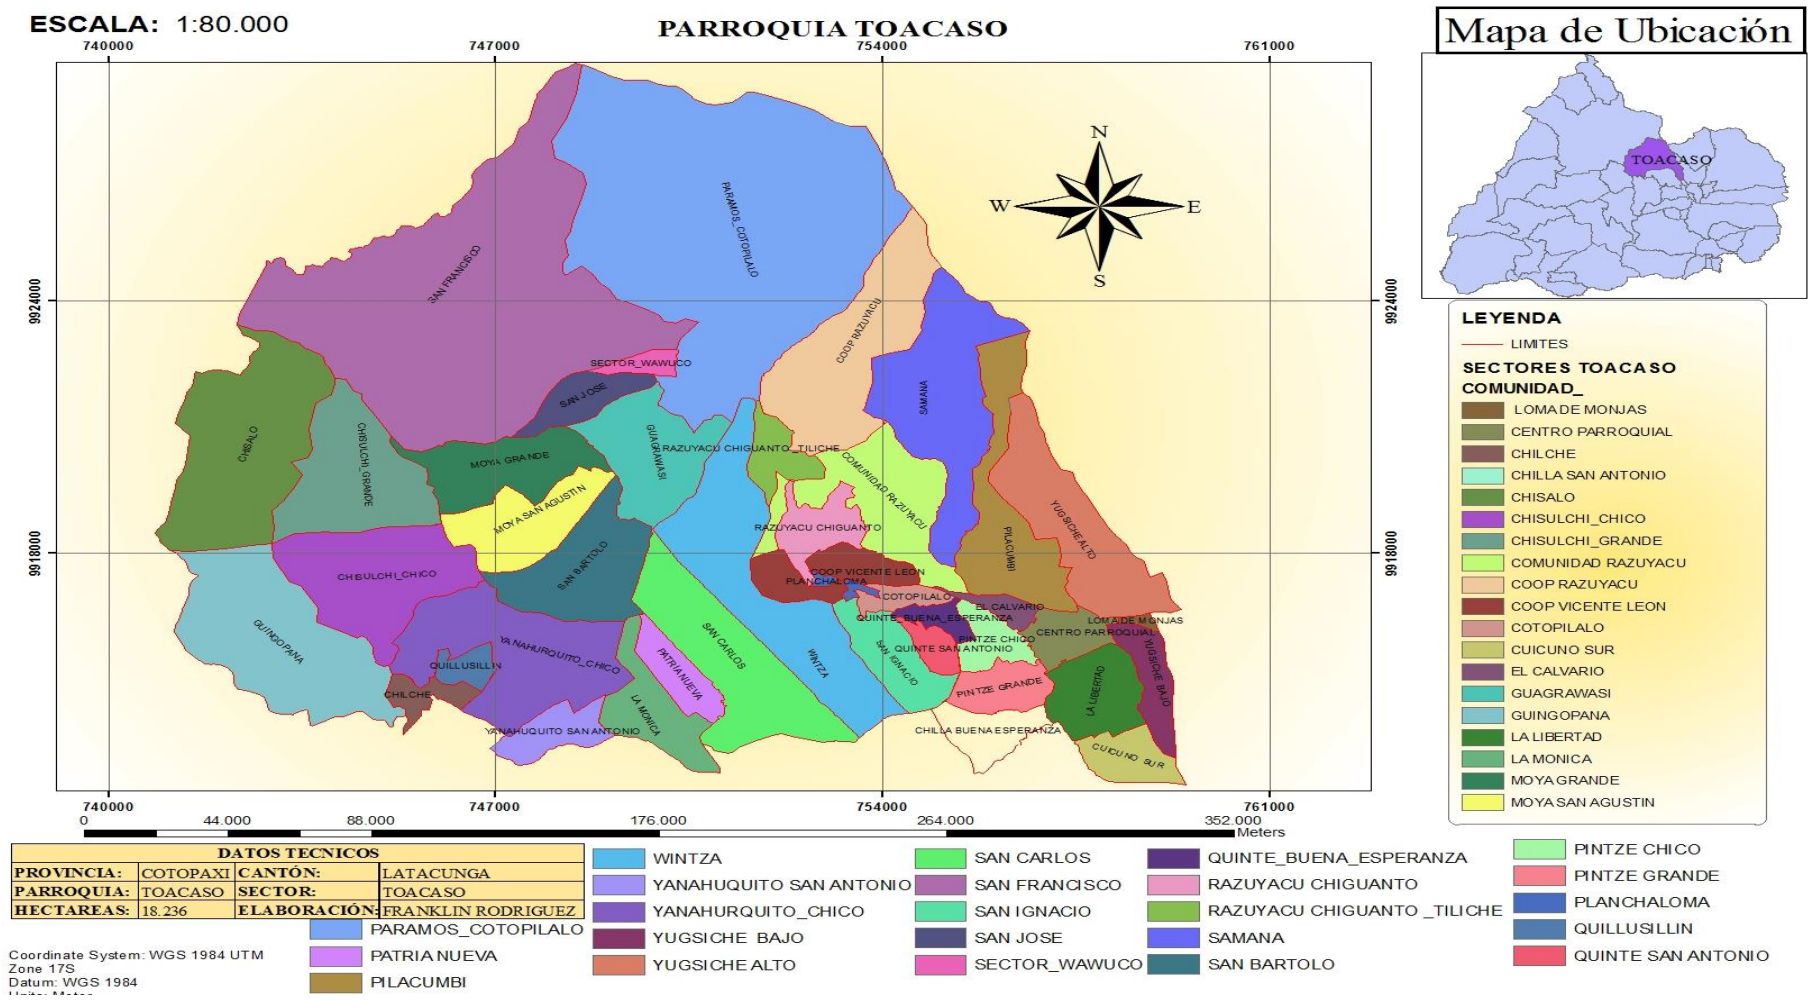 ESCALA: 1:80.000
PARROQUIA TOACASO
Mapa de Ubicación
740000
747000
754000
761000
TOACASO
N
W
E
S
9924000
9924000
9918000
9918000
PARAMOS_COTOPILALO
SAN FRANCISCO
COOP RAZUYACU
SECTOR_WAWUCO
SAN JOSE
SAMANA
CHISALO
CHISULCHI_GRANDE
GUAGRAWASI
RAZUYACU CHIGUANTO_TILICHE
MOYA GRANDE
COMUNIDAD RAZUYACU
MOYA SAN AGUSTIN
RAZUYACU CHIGUANTO
YUGSICHE ALTO
PILACUMBI
SAN BARTOLO
CHISULCHI_CHICO
COOP VICENTE LEON
PLANCHALOMA
COTOPILALO
EL CALVARIO
QUINTE_BUENA_ESPERANZA
LOMA DE MONJAS
CENTRO PARROQUIAL
PINTZE CHICO
QUINTE SAN ANTONIO
GUINGOPANA
YANAHURQUITO_CHICO
SAN CARLOS
WINTZA
SAN IGNACIO
QUILLUSILLIN
PATRIA NUEVA
YUGSICHE BAJO
CHILCHE
PINTZE GRANDE
LA LIBERTAD
LA MONICA
YANAHUQUITO SAN ANTONIO
CHILLA BUENA ESPERANZA
CUICUNO SUR
740000
747000
754000
761000
0
44.000
88.000
176.000
264.000
352.000
Meters
LEYENDA
LIMITES
SECTORES TOACASO
COMUNIDAD_
LOMA DE MONJAS
CENTRO PARROQUIAL
CHILCHE
CHILLA SAN ANTONIO
CHISALO
CHISULCHI_CHICO
CHISULCHI_GRANDE
COMUNIDAD RAZUYACU
COOP RAZUYACU
COOP VICENTE LEON
COTOPILALO
CUICUNO SUR
EL CALVARIO
GUAGRAWASI
GUINGOPANA
LA LIBERTAD
LA MONICA
MOYA GRANDE
MOYA SAN AGUSTIN
DATOS TECNICOS
PROVINCIA: COTOPAXI CANTÓN: LATACUNGA
PARROQUIA: TOACASO SECTOR: TOACASO
HECTAREAS: 18.236 ELABORACIÓN: FRANKLIN RODRIGUEZ
PARAMOS_COTOPILALO
PATRIA NUEVA
PILACUMBI
WINTZA
YANAHUQUITO SAN ANTONIO
YANAHURQUITO_CHICO
YUGSICHE BAJO
YUGSICHE ALTO
SAN CARLOS
SAN FRANCISCO
SAN IGNACIO
SAN JOSE
SECTOR_WAWUCO
QUINTE_BUENA_ESPERANZA
RAZUYACU CHIGUANTO
RAZUYACU CHIGUANTO _TILICHE
SAMANA
SAN BARTOLO
PINTZE CHICO
PINTZE GRANDE
PLANCHALOMA
QUILLUSILLIN
QUINTE SAN ANTONIO
Coordinate System: WGS 1984 UTM
Zone 17S
Datum: WGS 1984